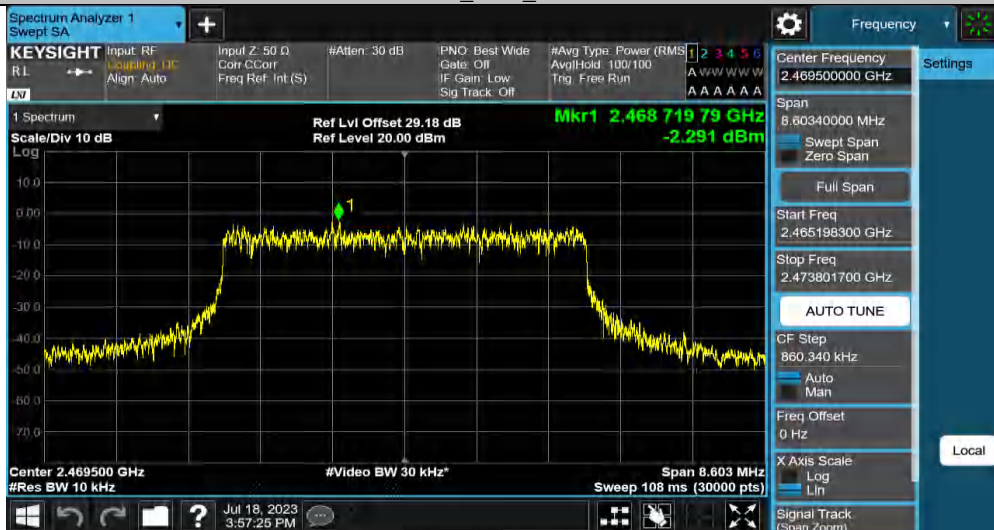 Spectrum Analyzer 1
Swept SA
+
Frequency
KEYSIGHT
RL
LXI
Input: RF
Coupling: DC
Align: Auto
Input Z: 50 Ω
Corr CCorr
Freq Ref: Int (S)
#Atten: 30 dB
PNO: Best Wide
Gate: Off
IF Gain: Low
Sig Track: Off
#Avg Type: Power (RMS
Avg|Hold: 100/100
Trig: Free Run
1 2 3 4 5 6
A W W W W W
A A A A A A
1 Spectrum
Scale/Div 10 dB
Log
Ref Lvl Offset 29.18 dB
Ref Level 20.00 dBm
Mkr1 2.468 719 79 GHz
-2.291 dBm
10.0
0.00
-10.0
-20.0
-30.0
-40.0
-50.0
-60.0
-70.0
1
Center 2.469500 GHz
#Res BW 10 kHz
#Video BW 30 kHz*
Span 8.603 MHz
Sweep 108 ms (30000 pts)
?
Jul 18, 2023
3:57:25 PM
Center Frequency
2.469500000 GHz
Span
8.60340000 MHz
Swept Span
Zero Span
Full Span
Start Freq
2.465198300 GHz
Stop Freq
2.473801700 GHz
AUTO TUNE
CF Step
860.340 kHz
Auto
Man
Freq Offset
0 Hz
X Axis Scale
Log
Lin
Signal Track
(Span Zoom)
Settings
Local